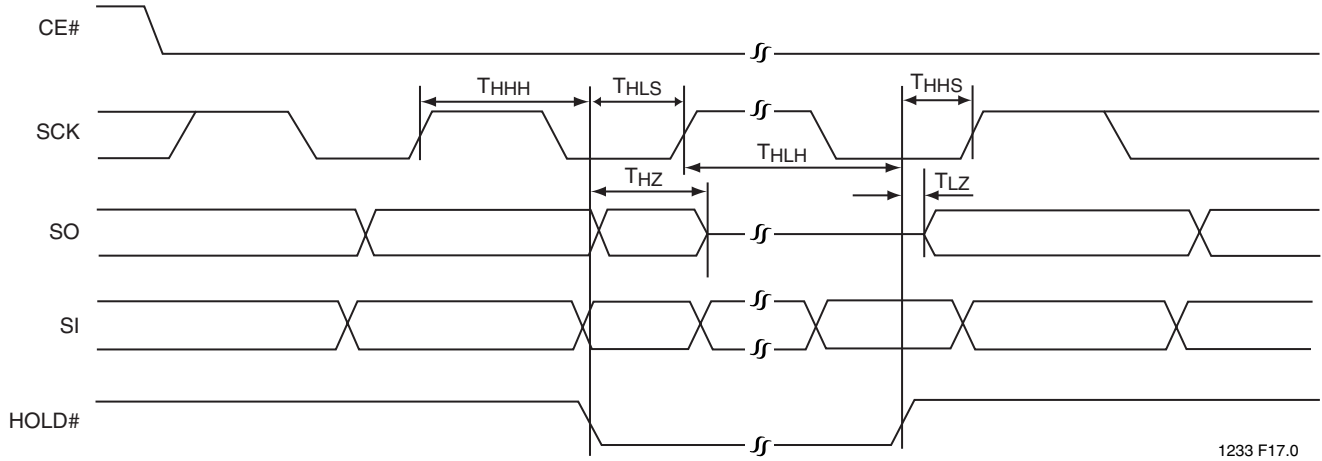 CE#
THHH
THLS
THHS
SCK
THLH
THZ
TLZ
SO
SI
HOLD#
1233 F17.0